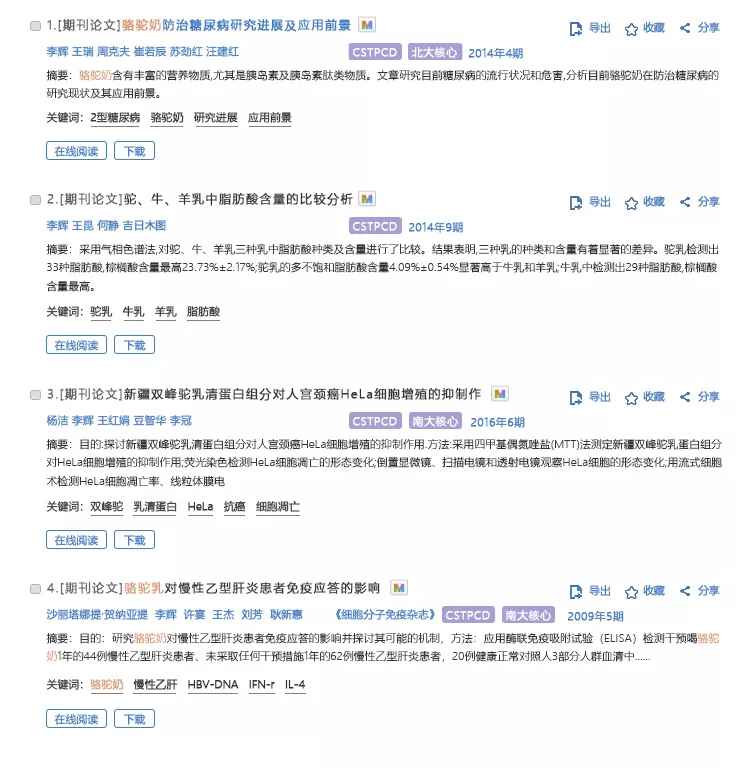 1.[期刊论文]骆驼奶防治糖尿病研究进展及应用前景 M 导出 收藏 分享
李辉 王瑞 周克夫 崔若辰 苏劲红 汪建红 CSTPCD 北大核心 2014年4期
摘要：骆驼奶含有丰富的营养物质,尤其是胰岛素及胰岛素肽类物质。文章研究目前糖尿病的流行状况和危害,分析目前骆驼奶在防治糖尿病的
研究现状及其应用前景。
关键词：2型糖尿病 骆驼奶 研究进展 应用前景
在线阅读 下载
2.[期刊论文]驼、牛、羊乳中脂肪酸含量的比较分析 M 导出 收藏 分享
李辉 王昆 何静 吉日木图 CSTPCD 2014年9期
摘要：采用气相色谱法,对驼、牛、羊乳三种乳中脂肪酸种类及含量进行了比较。结果表明,三种乳的种类和含量有着显著的差异。驼乳检测出
33种脂肪酸,棕榈酸含量最高23.73%±2.17%;驼乳的多不饱和脂肪酸含量4.09%±0.54%显著高于牛乳和羊乳;牛乳中检测出29种脂肪酸,棕榈酸
含量最高。
关键词：驼乳 牛乳 羊乳 脂肪酸
在线阅读 下载
3.[期刊论文]新疆双峰驼乳清蛋白组分对人宫颈癌HeLa细胞增殖的抑制作 M 导出 收藏 分享
杨洁 李辉 王红娟 豆智华 李冠 CSTPCD 南大核心 2016年6期
摘要：目的:探讨新疆双峰驼乳清蛋白组分对人宫颈癌HeLa细胞增殖的抑制作用.方法:采用四甲基偶氮唑盐(MTT)法测定新疆双峰驼乳蛋白组分
对HeLa细胞增殖的抑制作用;荧光染色检测HeLa细胞凋亡的形态变化;倒置显微镜、扫描电镜和透射电镜观察HeLa细胞的形态变化;用流式细胞
术检测HeLa细胞凋亡率、线粒体膜电
关键词：双峰驼 乳清蛋白 HeLa 抗癌 细胞凋亡
在线阅读 下载
4.[期刊论文]骆驼乳对慢性乙型肝炎患者免疫应答的影响 M 导出 收藏 分享
沙丽塔娜提·贺纳亚提 李辉 许宴 王杰 刘芳 耿新惠 《细胞分子免疫杂志》 CSTPCD 南大核心 2009年5期
摘要：目的：研究骆驼奶对慢性乙型肝炎患者免疫应答的影响并探讨其可能的机制，方法：应用酶联免疫吸附试验（ELISA）检测干预喝骆驼
奶1年的44例慢性乙型肝炎患者、未采取任何干预措施1年的62例慢性乙型肝炎患者，20例健康正常对照人3部分人群血清中......
关键词：骆驼奶 慢性乙肝 HBV-DNA IFN-r IL-4
在线阅读 下载